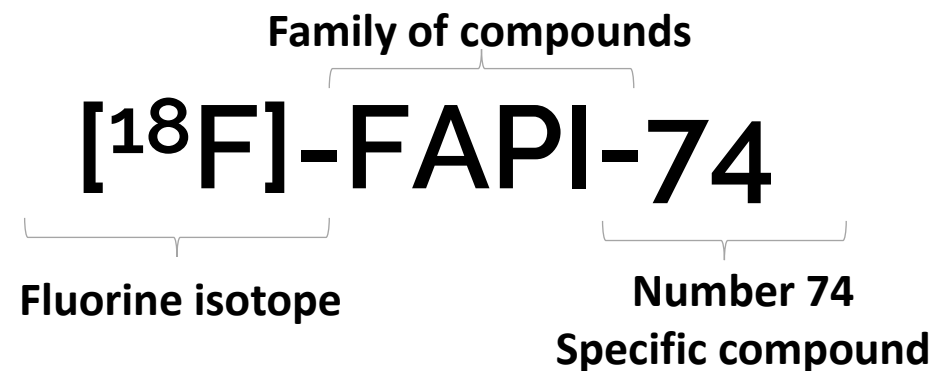 Family of compounds
[¹⁸F]-FAPI-74
Fluorine isotope
Number 74
Specific compound